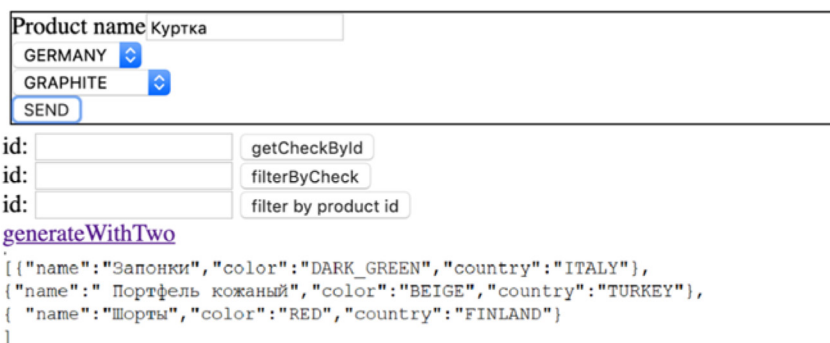 Product name Куртка
GERMANY
GRAPHITE
SEND
id: getCheckById
id: filterByCheck
id: filter by product id
generateWithTwo
[{"name":"Запонки","color":"DARK_GREEN","country":"ITALY"},
{"name":" Портфель кожаный","color":"BEIGE","country":"TURKEY"},
{ "name":"Шорты","color":"RED","country":"FINLAND"}
]